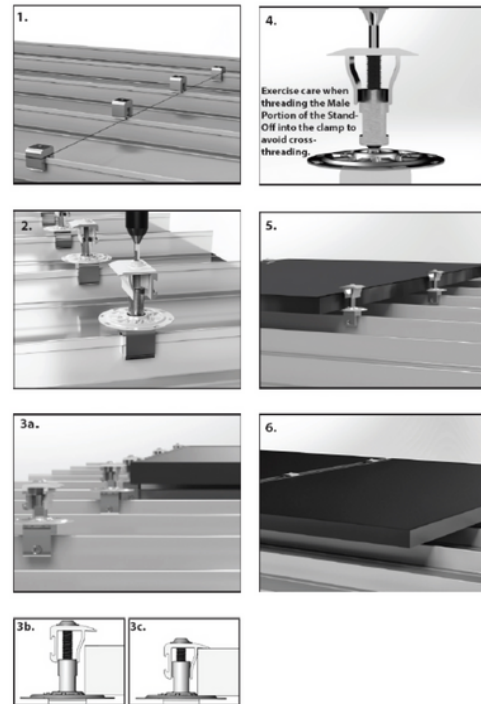 1.
2.
3a.
3b.
3c.
4.
Exercise care when
threading the Male
Portion of the Stand-
Off into the clamp to
avoid cross-
threading.
5.
6.